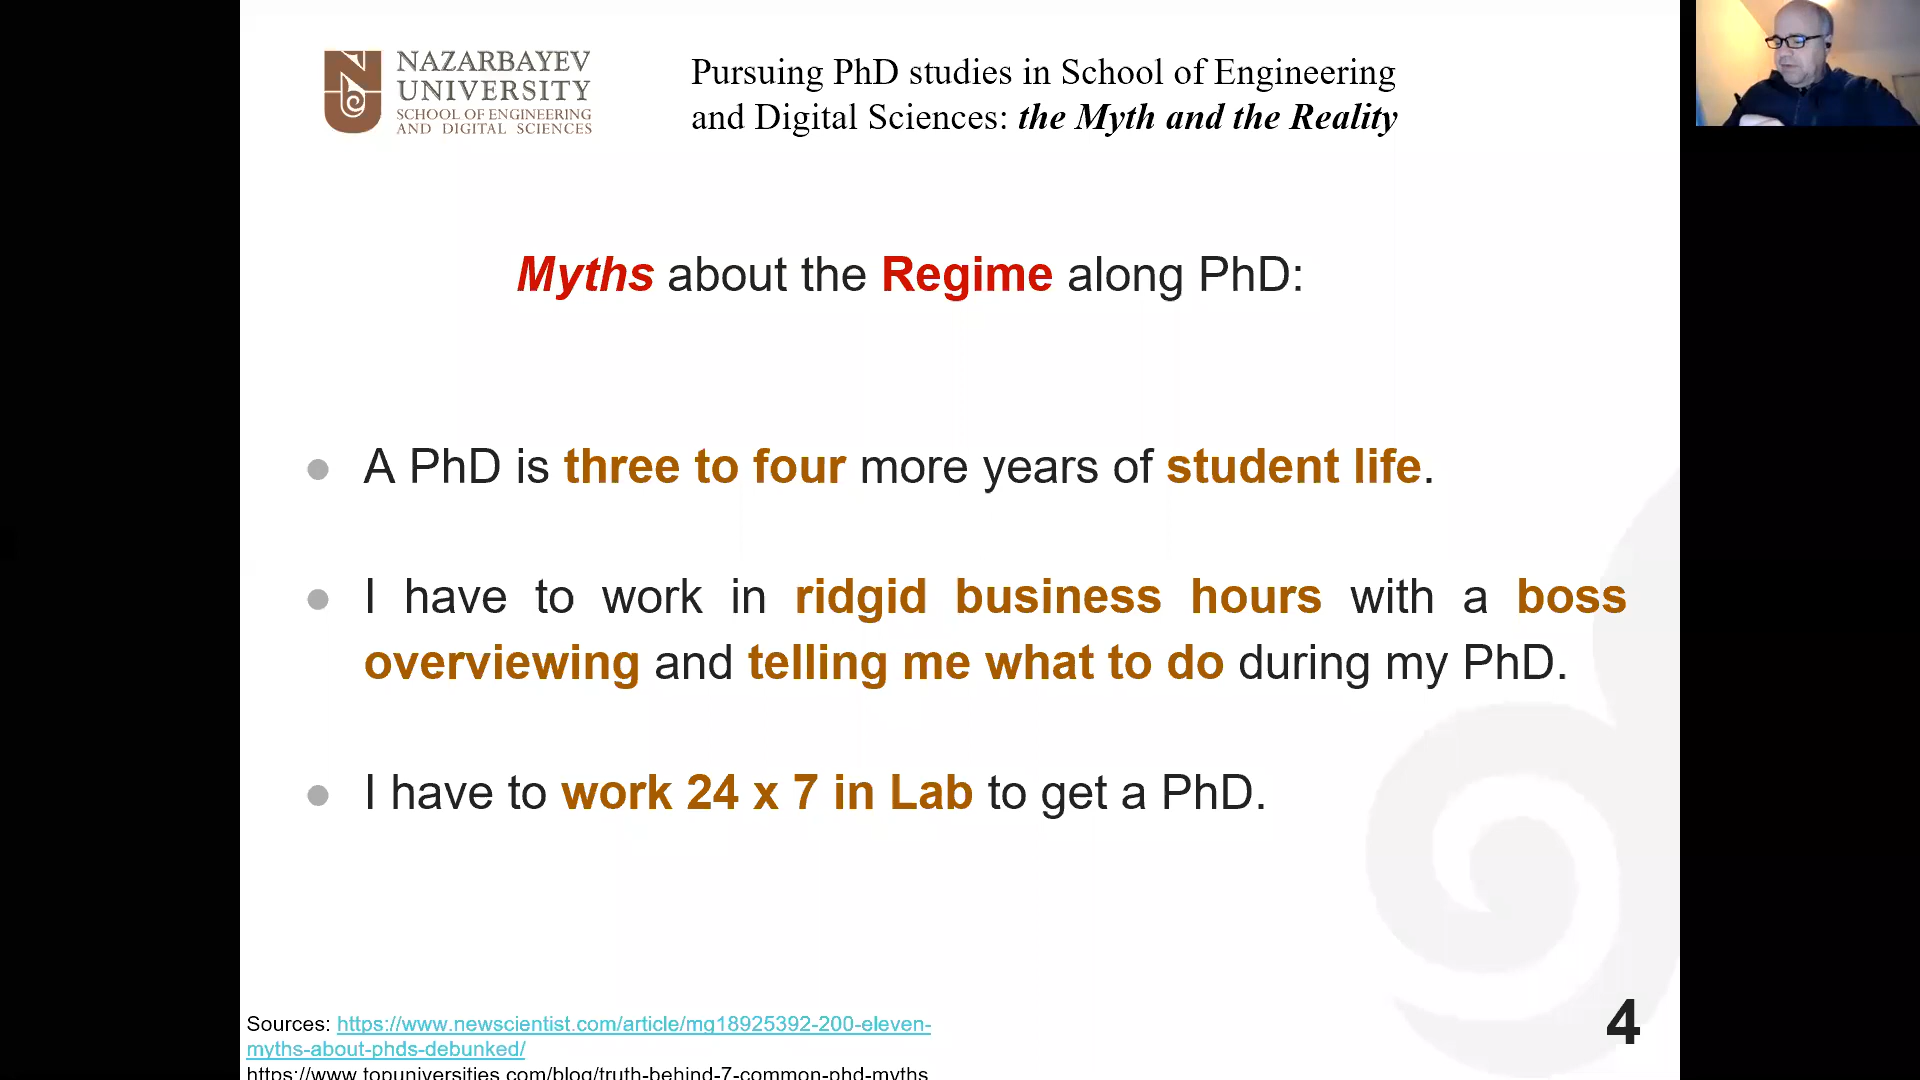 NAZARBAYEV
UNIVERSITY
SCHOOL OF ENGINEERING
AND DIGITAL SCIENCES
Pursuing PhD studies in School of Engineering
and Digital Sciences: the Myth and the Reality
Myths about the Regime along PhD:
● A PhD is three to four more years of student life.
● I have to work in ridgid business hours with a boss
overviewing and telling me what to do during my PhD.
● I have to work 24 x 7 in Lab to get a PhD.
Sources: https://www.newscientist.com/article/mg18925392-200-eleven-
myths-about-phds-debunked/
https://www.topuniversities.com/blog/truth-behind-7-common-phd-myths
4